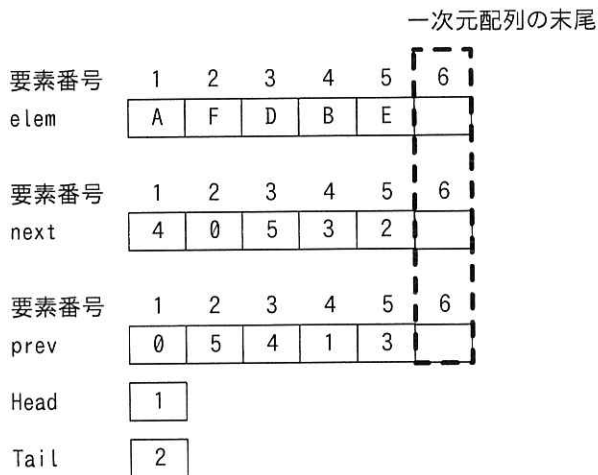 一次元配列の末尾
要素番号 1 2 3 4 5 6
elem A F D B E
要素番号 1 2 3 4 5 6
next 4 0 5 3 2
要素番号 1 2 3 4 5 6
prev 0 5 4 1 3
Head 1
Tail 2